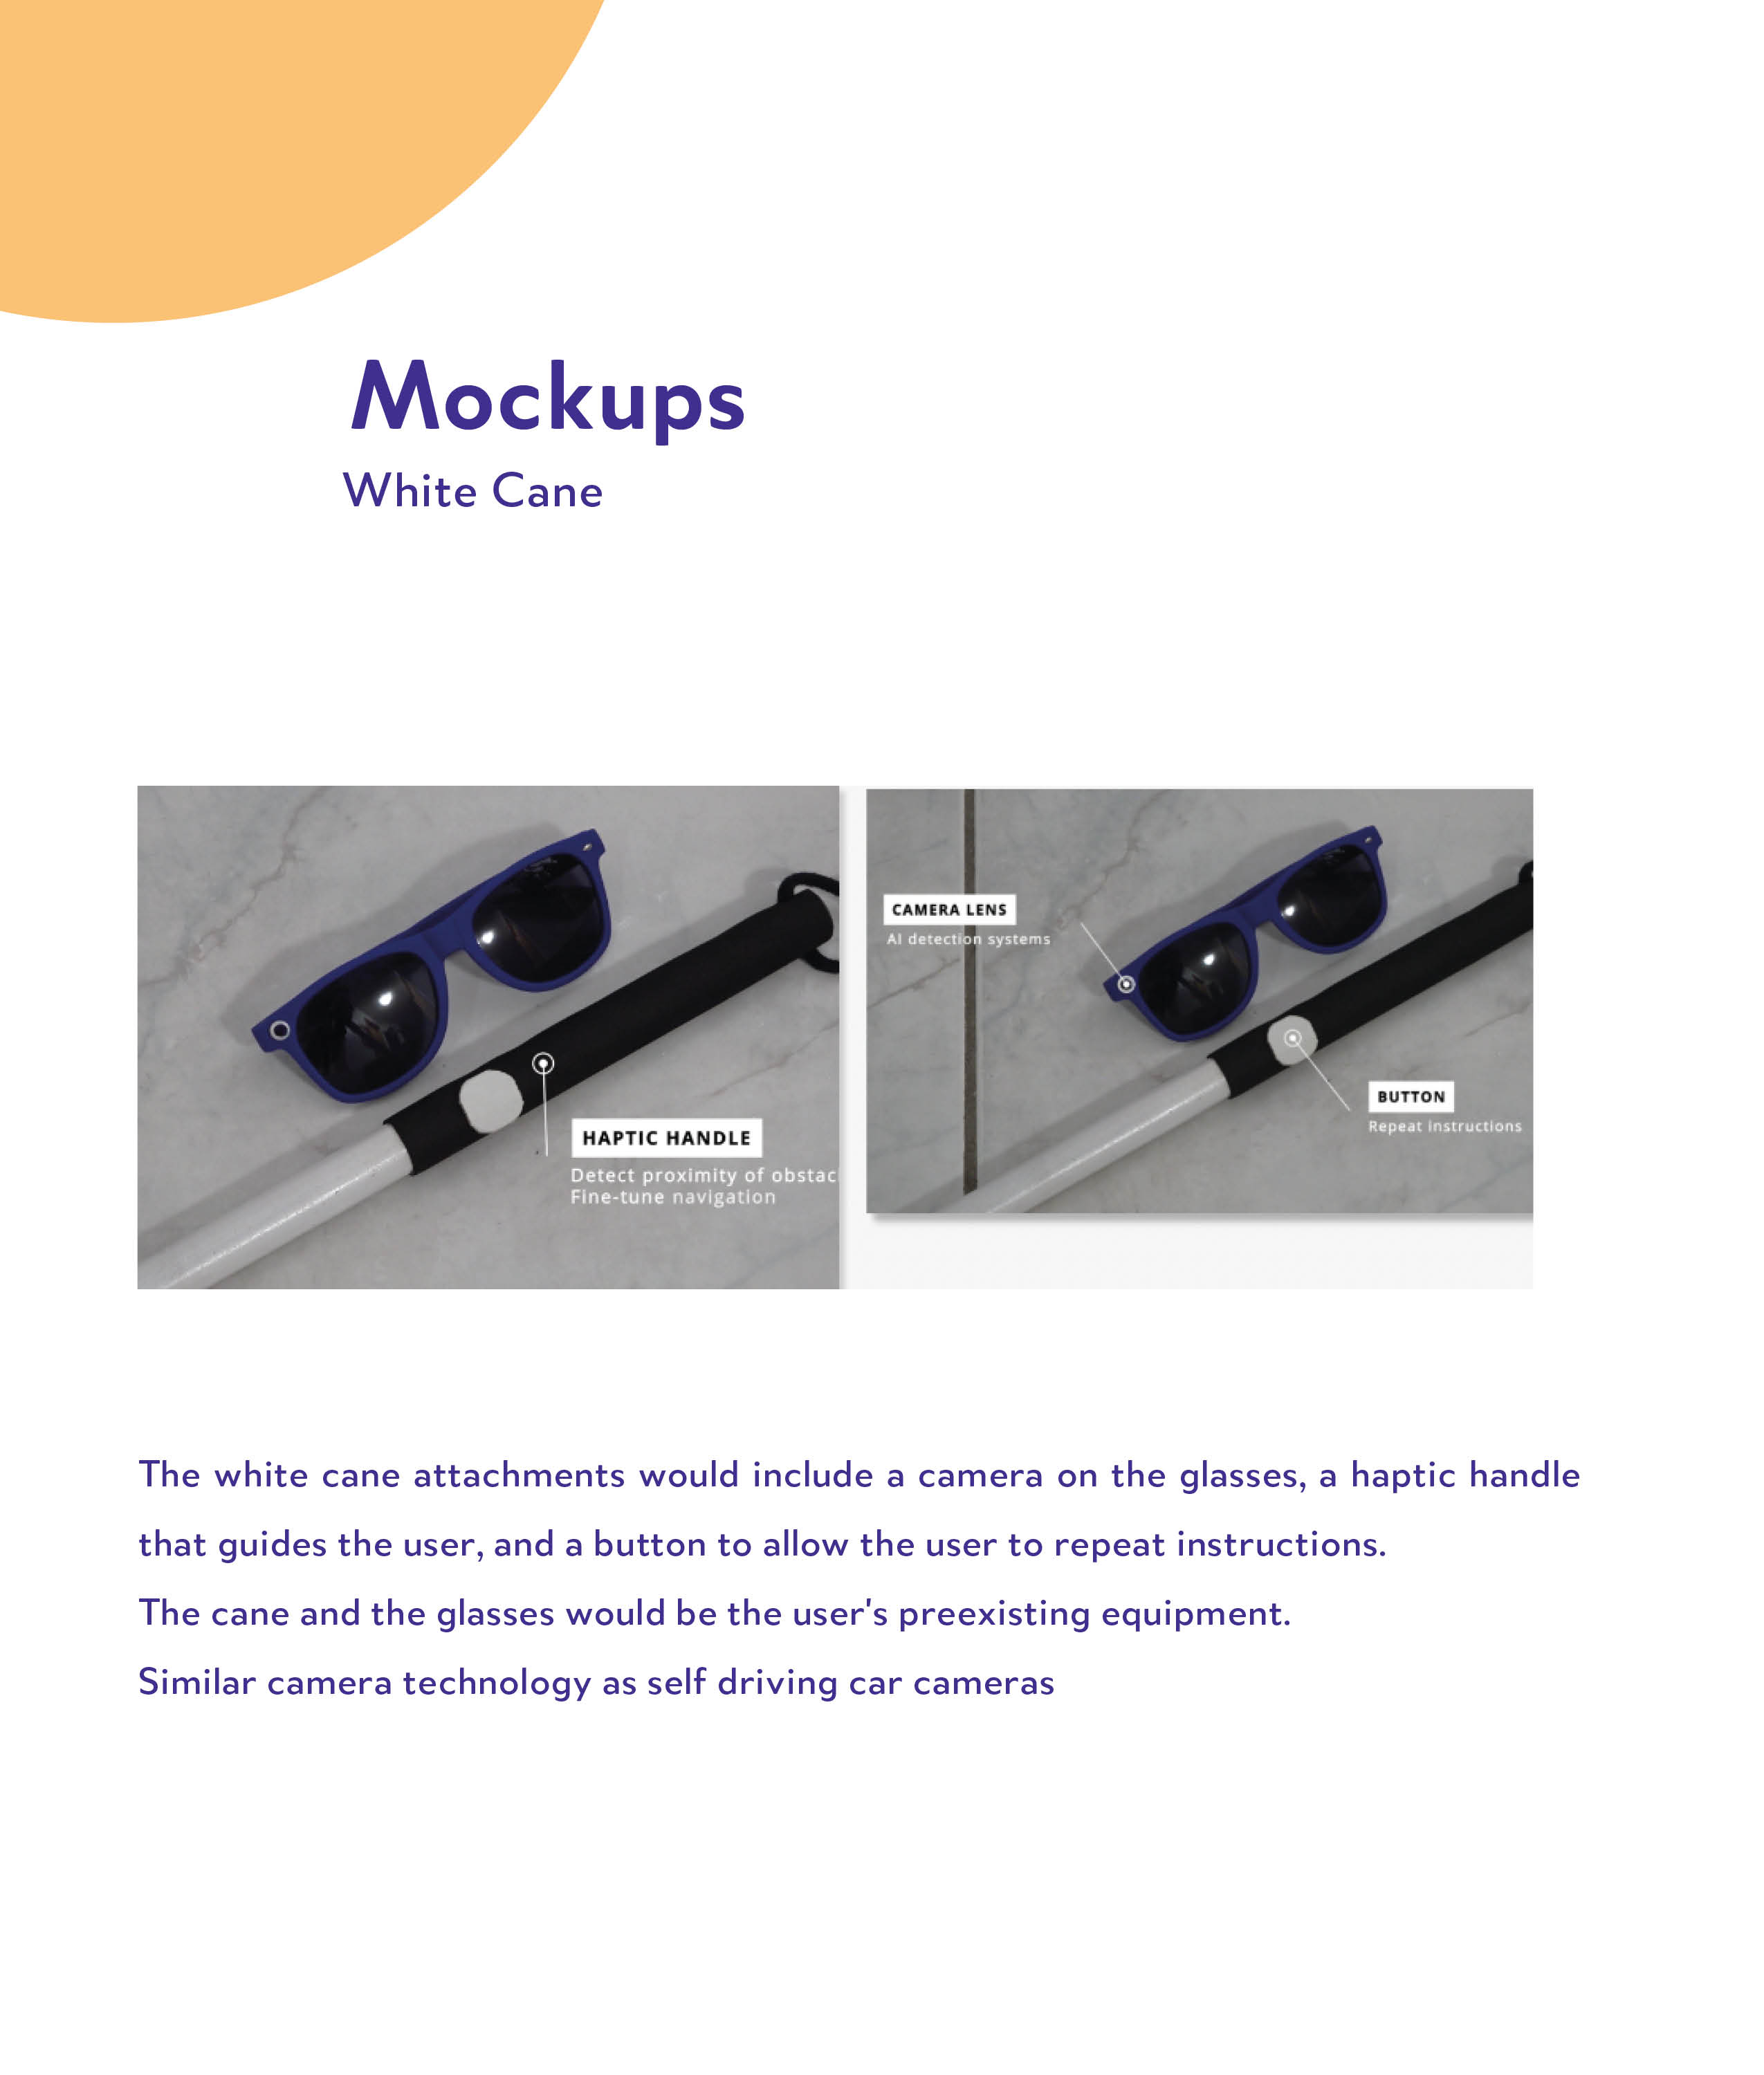 Mockups
White Cane
HAPTIC HANDLE
Detect proximity of
Fine-tune navigation
CAMERA LENS
AI detection systems
BUTTON
Repeat instructions
The white cane attachments would include a camera on the glasses, a haptic handle
that guides the user, and a button to allow the user to repeat instructions.
The cane and the glasses would be the user's preexisting equipment.
Similar camera technology as self driving car cameras